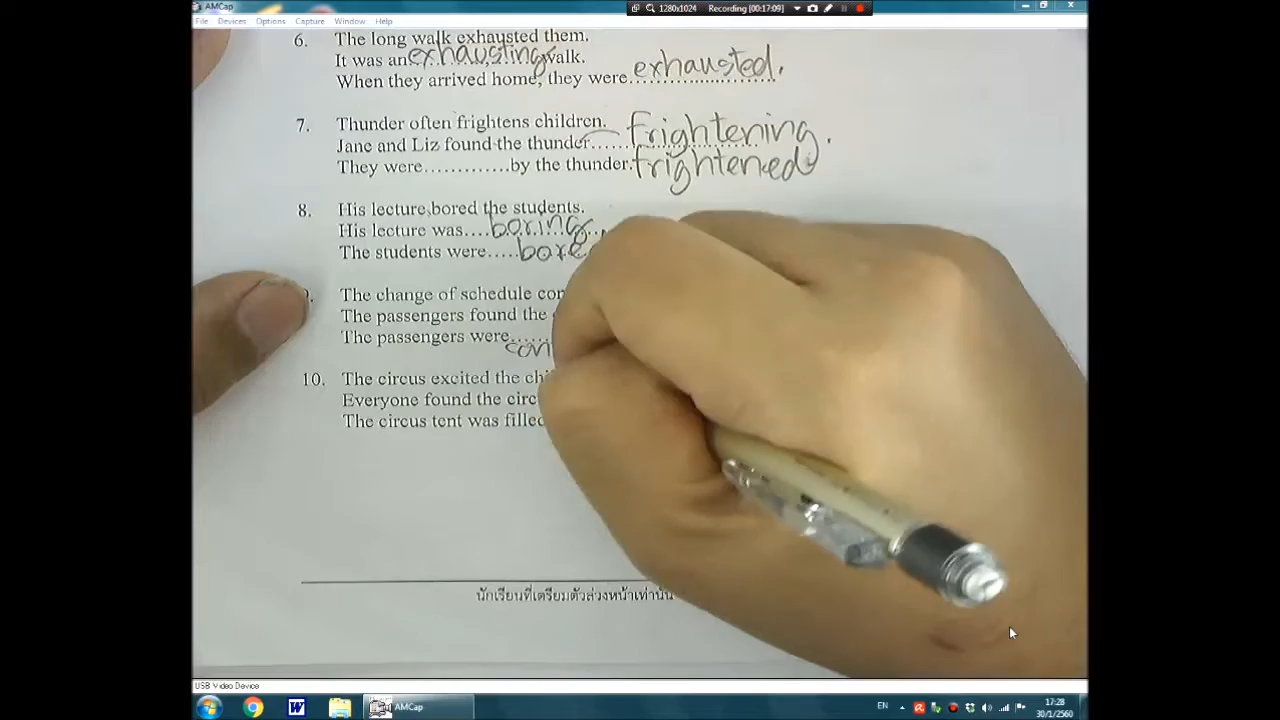 AMCap
1280x1024 Recording [00:17:09]
File Devices Options Capture Window Help
6. The long walk exhausted them.
It was an exhausting walk.
When they arrived home, they were exhausted.
7. Thunder often frightens children.
Jane and Liz found the thunder...... frightening.
They were.............by the thunder. frightened
8. His lecture bored the students.
His lecture was....boring..
The students were.....bore
The change of schedule con
The passengers found the
The passengers were...... con
10. The circus excited the chi
Everyone found the circ
The circus tent was filled
นักเรียนที่เตรียมตัวล่วงหน้าเท่านั้น
USB Video Device
AMCap
EN
17:28
30/1/2560